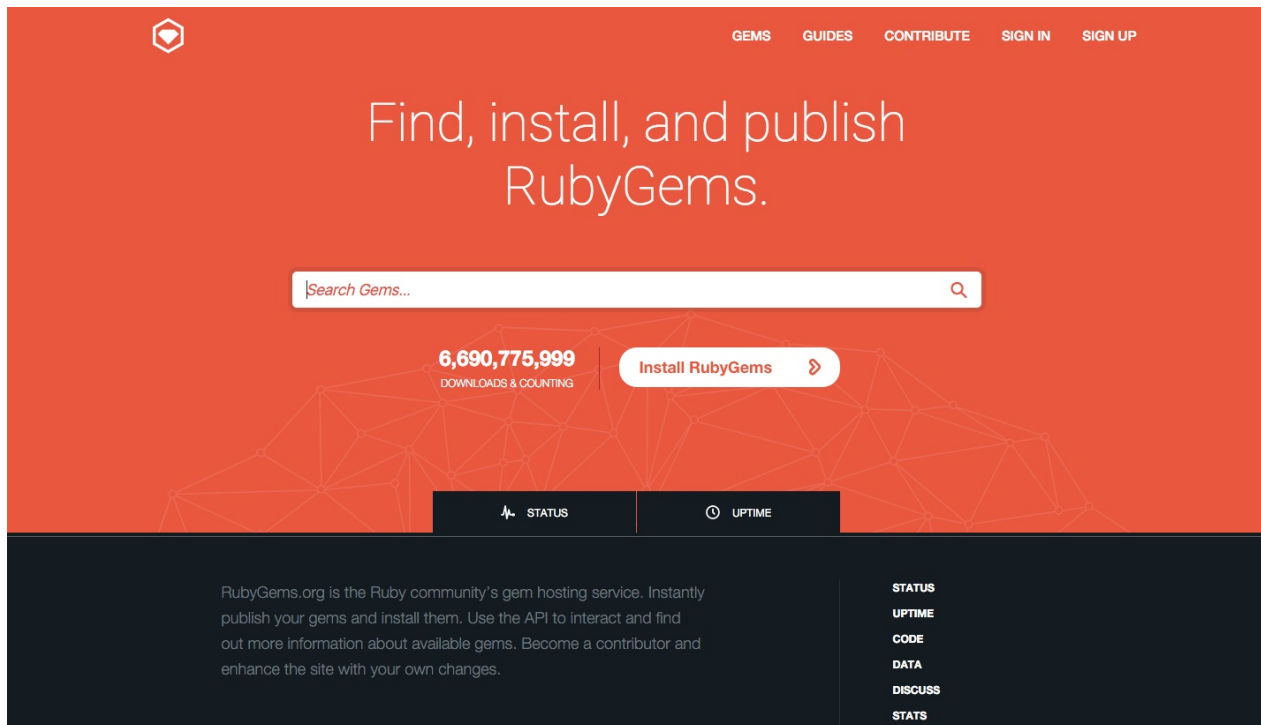 GEMS GUIDES CONTRIBUTE SIGN IN SIGN UP
Find, install, and publish
RubyGems.
Search Gems...
6,690,775,999
DOWNLOADS & COUNTING
Install RubyGems
STATUS UPTIME
RubyGems.org is the Ruby community's gem hosting service. Instantly
publish your gems and install them. Use the API to interact and find
out more information about available gems. Become a contributor and
enhance the site with your own changes.
STATUS
UPTIME
CODE
DATA
DISCUSS
STATS